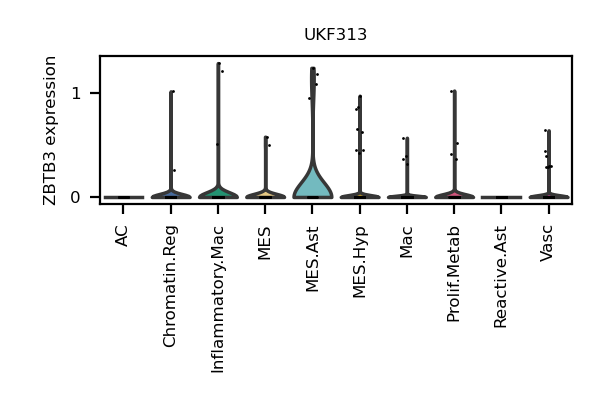 UKF313
ZBTB3 expression
1
0
AC
Chromatin.Reg
Inflammatory.Mac
MES
MES.Ast
MES.Hyp
Mac
Prolif.Metab
Reactive.Ast
Vasc